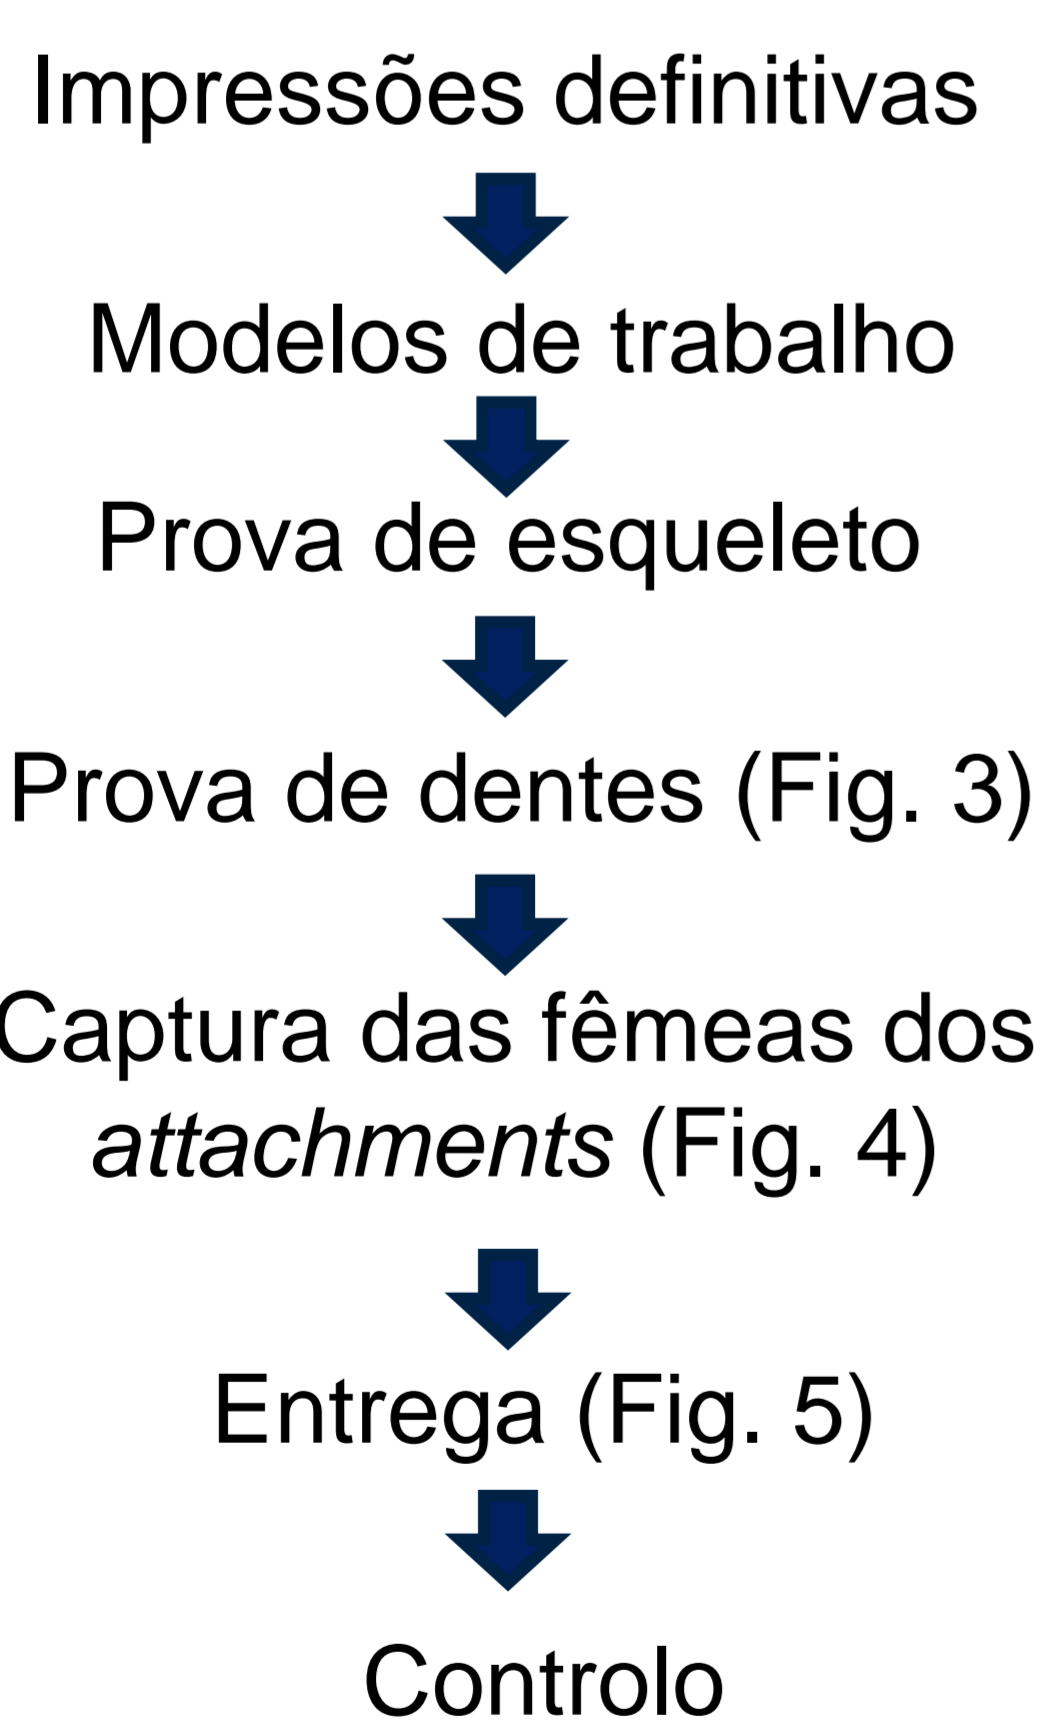 Impressões definitivas
Modelos de trabalho
Prova de esqueleto
Prova de dentes (Fig. 3)
Captura das fêmeas dos
attachments (Fig. 4)
Entrega (Fig. 5)
Controlo